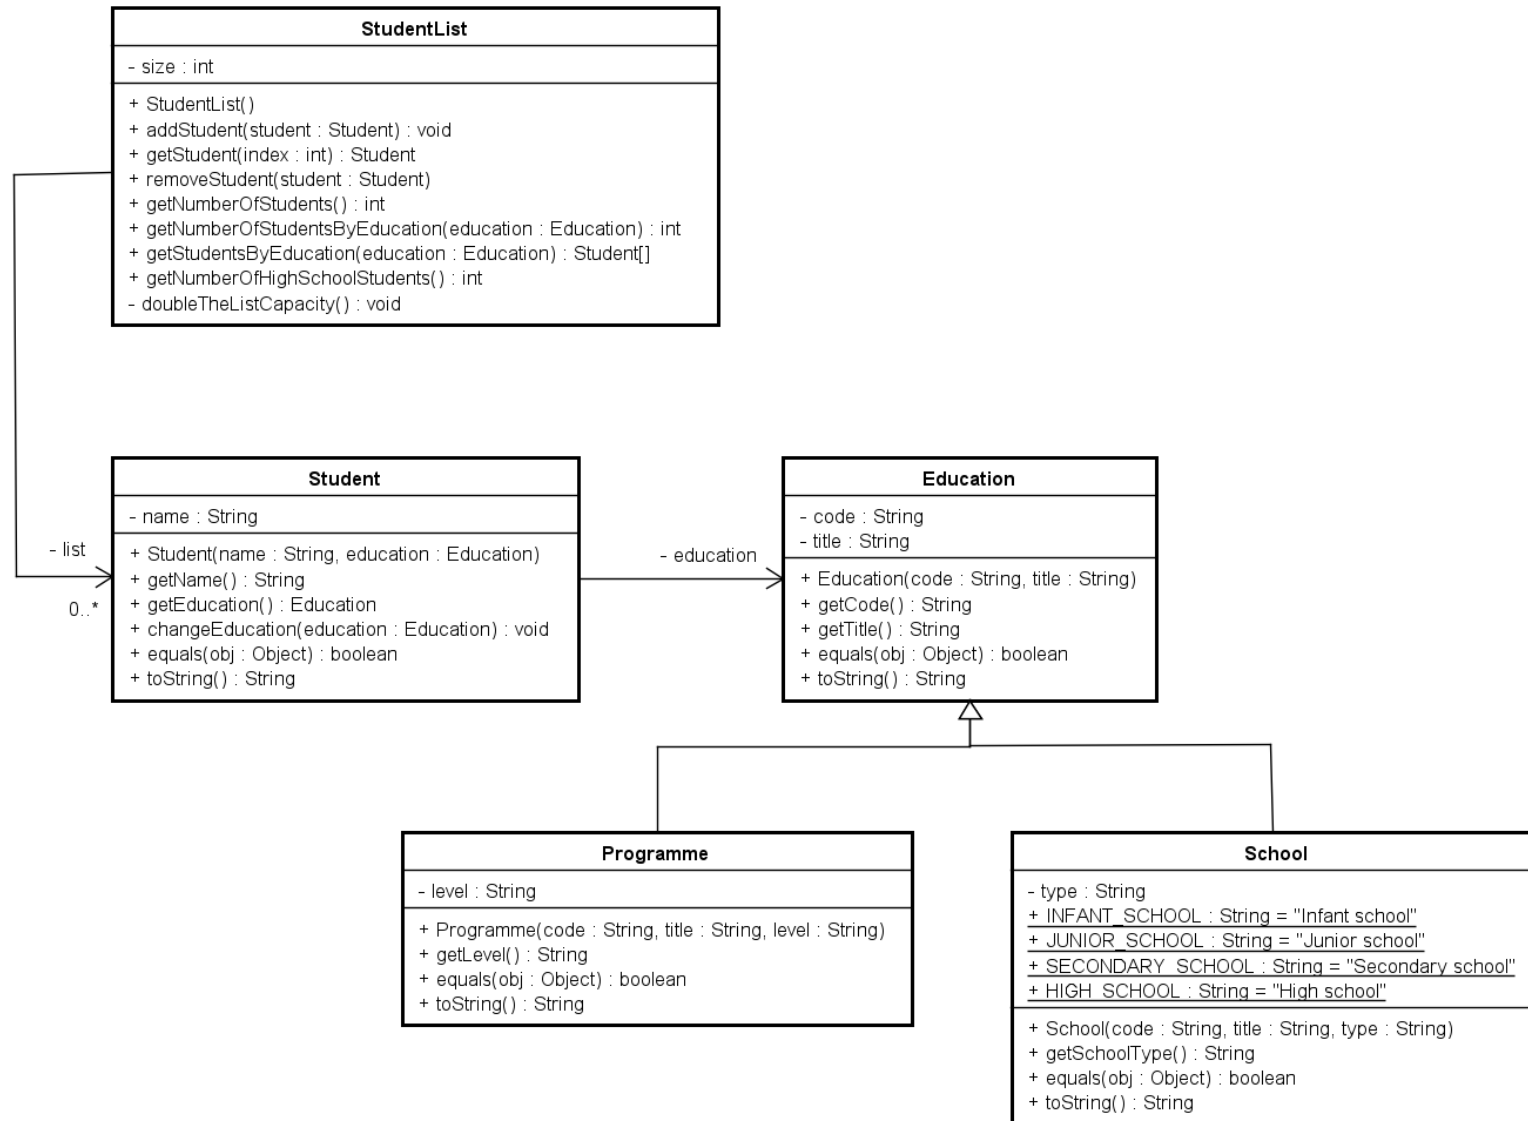 StudentList
- size : int
+ StudentList()
+ addStudent(student : Student) : void
+ getStudent(index : int) : Student
+ removeStudent(student : Student)
+ getNumberOfStudents() : int
+ getNumberOfStudentsByEducation(education : Education) : int
+ getStudentsByEducation(education : Education) : Student[]
+ getNumberOfHighSchoolStudents() : int
- doubleTheListCapacity() : void
- list
0..*
Student
- name : String
+ Student(name : String, education : Education)
+ getName() : String
+ getEducation() : Education
+ changeEducation(education : Education) : void
+ equals(obj : Object) : boolean
+ toString() : String
- education
Education
- code : String
- title : String
+ Education(code : String, title : String)
+ getCode() : String
+ getTitle() : String
+ equals(obj : Object) : boolean
+ toString() : String
Programme
- level : String
+ Programme(code : String, title : String, level : String)
+ getLevel() : String
+ equals(obj : Object) : boolean
+ toString() : String
School
- type : String
+ INFANT_SCHOOL : String = "Infant school"
+ JUNIOR_SCHOOL : String = "Junior school"
+ SECONDARY_SCHOOL : String = "Secondary school"
+ HIGH_SCHOOL : String = "High school"
+ School(code : String, title : String, type : String)
+ getSchoolType() : String
+ equals(obj : Object) : boolean
+ toString() : String